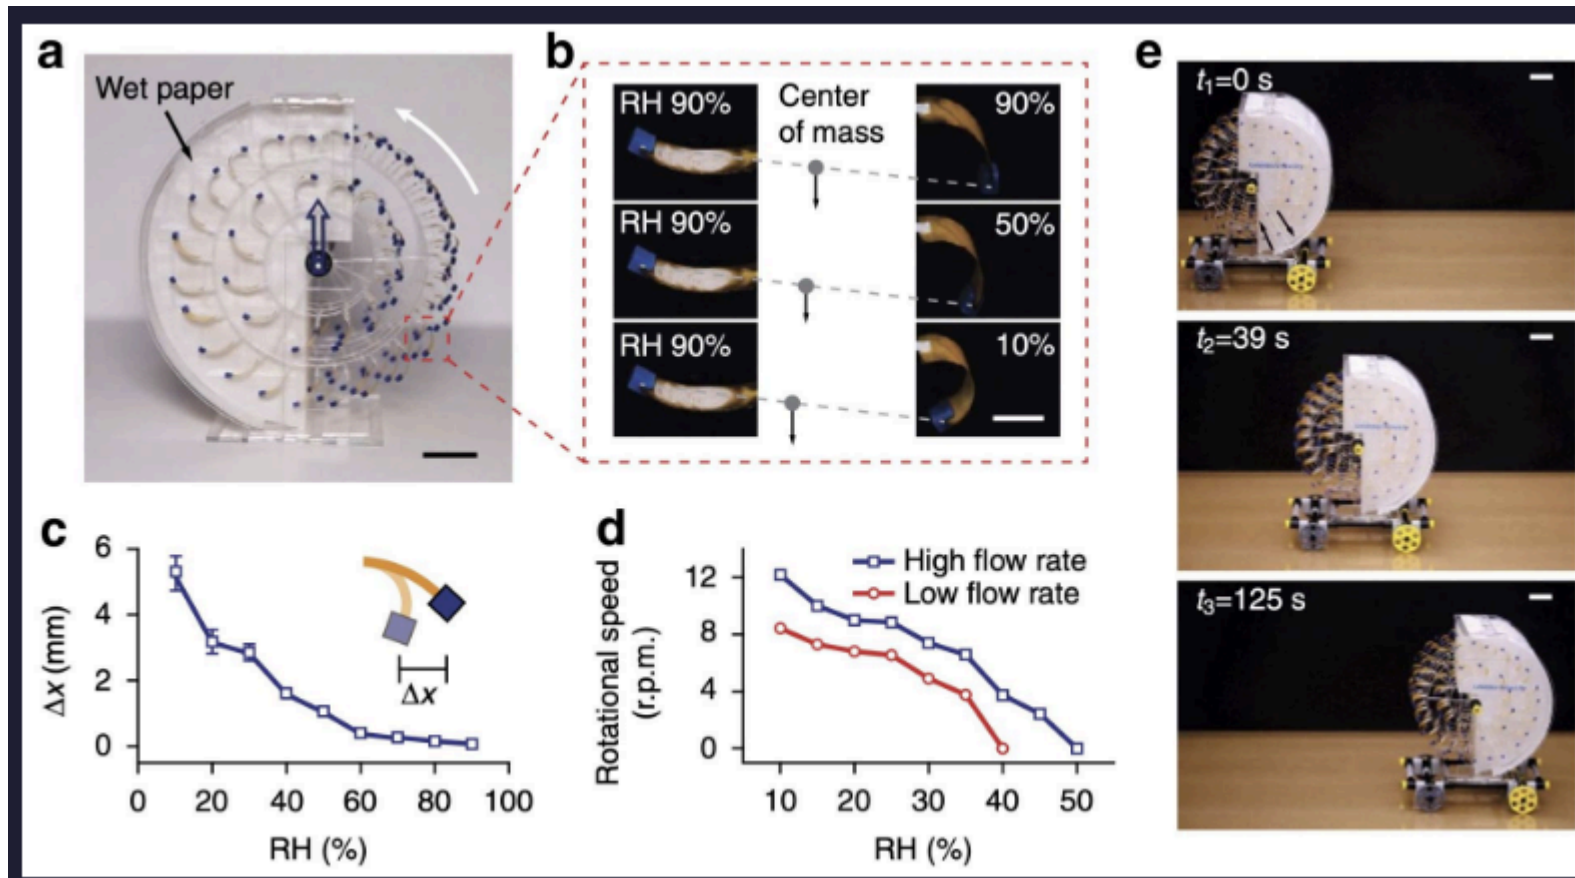 a
Wet paper
b
RH 90%
Center
of mass
90%
RH 90%
50%
RH 90%
10%
c
6
4
2
0
Δx (mm)
Δx
0 20 40 60 80 100
RH (%)
d
High flow rate
Low flow rate
12
8
4
0
Rotational speed
(r.p.m.)
10 20 30 40 50
RH (%)
e
t₁=0 s
t₂=39 s
t₃=125 s